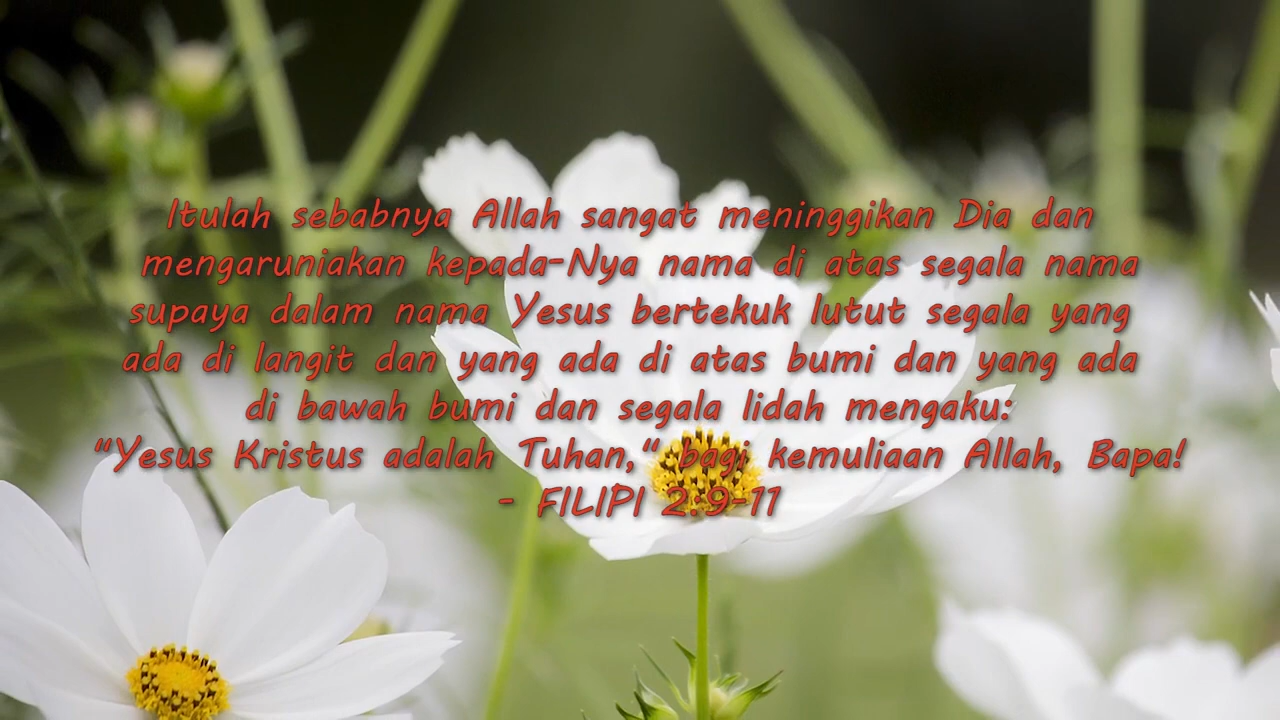 Itulah sebabnya Allah sangat meninggikan Dia dan
mengaruniakan kepada-Nya nama di atas segala nama
supaya dalam nama Yesus bertekuk lutut segala yang
ada di langit dan yang ada di atas bumi dan yang ada
di bawah bumi dan segala lidah mengaku:
"Yesus Kristus adalah Tuhan," bagi kemuliaan Allah, Bapa!
- FILIPI 2:9-11